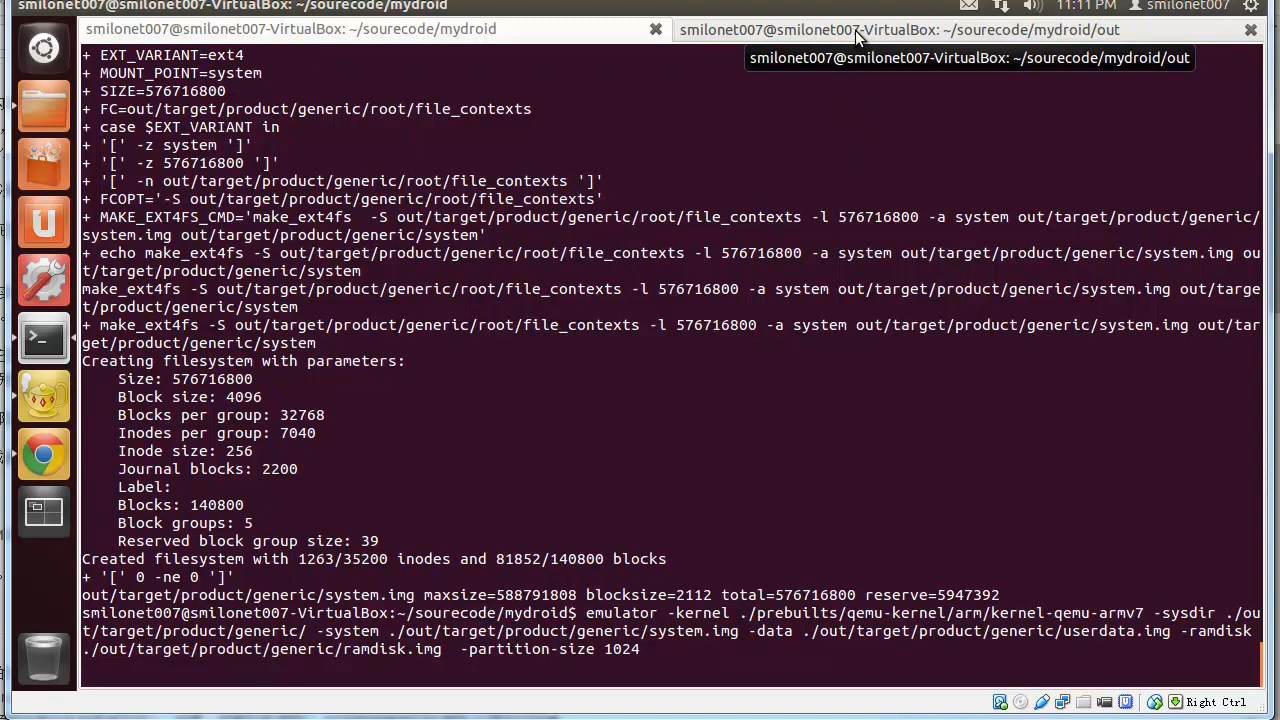 smilonet007@smilonet007-VirtualBox: ~/sourecode/mydroid
11:11 PM smilonet007
smilonet007@smilonet007-VirtualBox: ~/sourecode/mydroid
smilonet007@smilonet007-VirtualBox: ~/sourecode/mydroid/out
smilonet007@smilonet007-VirtualBox: ~/sourecode/mydroid/out
+ EXT_VARIANT=ext4
+ MOUNT_POINT=system
+ SIZE=576716800
+ FC=out/target/product/generic/root/file_contexts
+ case $EXT_VARIANT in
+ '[' -z system ']'
+ '[' -z 576716800 ']'
+ '[' -n out/target/product/generic/root/file_contexts ']'
+ FCOPT='-S out/target/product/generic/root/file_contexts'
+ MAKE_EXT4FS_CMD='make_ext4fs  -S out/target/product/generic/root/file_contexts -l 576716800 -a system out/target/product/generic/
system.img out/target/product/generic/system'
+ echo make_ext4fs -S out/target/product/generic/root/file_contexts -l 576716800 -a system out/target/product/generic/system.img ou
t/target/product/generic/system
make_ext4fs -S out/target/product/generic/root/file_contexts -l 576716800 -a system out/target/product/generic/system.img out/targe
t/product/generic/system
+ make_ext4fs -S out/target/product/generic/root/file_contexts -l 576716800 -a system out/target/product/generic/system.img out/tar
get/product/generic/system
Creating filesystem with parameters:
    Size: 576716800
    Block size: 4096
    Blocks per group: 32768
    Inodes per group: 7040
    Inode size: 256
    Journal blocks: 2200
    Label:
    Blocks: 140800
    Block groups: 5
    Reserved block group size: 39
Created filesystem with 1263/35200 inodes and 81852/140800 blocks
+ '[' 0 -ne 0 ']'
out/target/product/generic/system.img maxsize=588791808 blocksize=2112 total=576716800 reserve=5947392
smilonet007@smilonet007-VirtualBox:~/sourecode/mydroid$ emulator -kernel ./prebuilts/qemu-kernel/arm/kernel-qemu-armv7 -sysdir ./ou
t/target/product/generic/ -system ./out/target/product/generic/system.img -data ./out/target/product/generic/userdata.img -ramdisk
./out/target/product/generic/ramdisk.img  -partition-size 1024
Right Ctrl